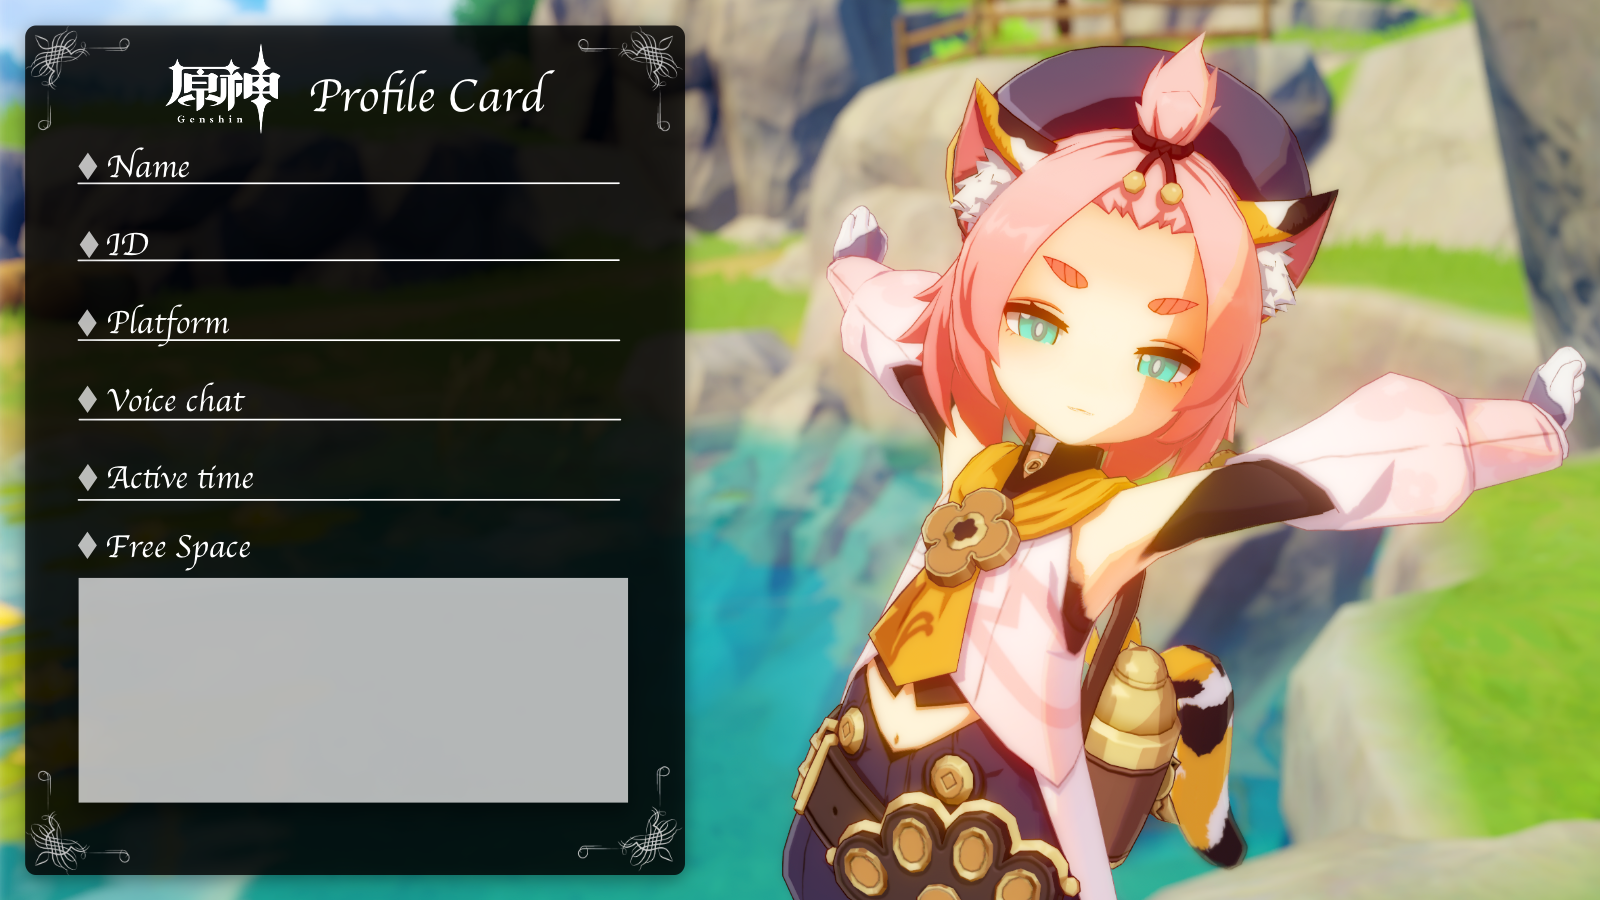 原神
Genshin
Profile Card
Name
ID
Platform
Voice chat
Active time
Free Space